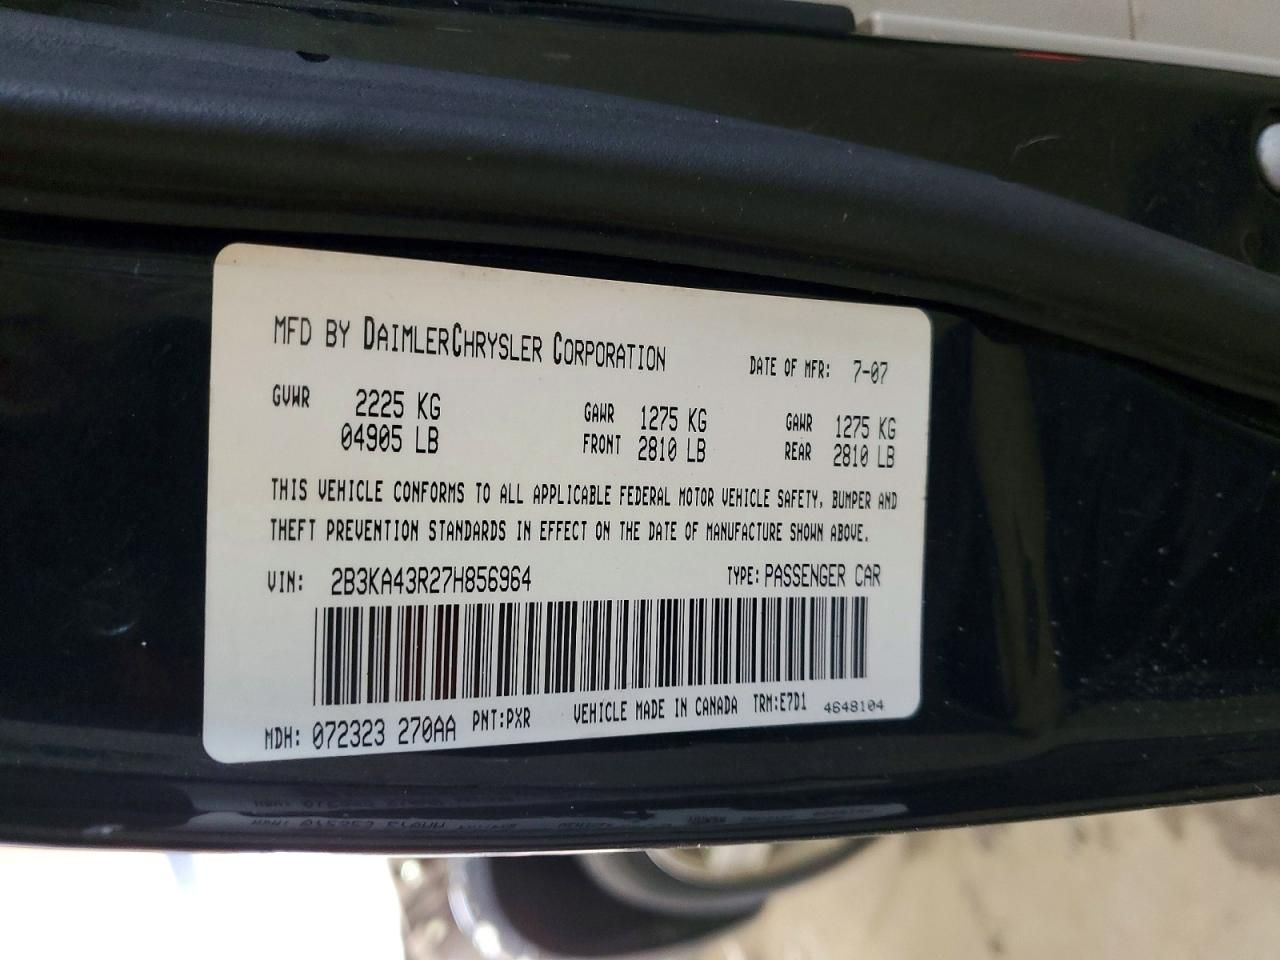 MFD BY DAIMLERCHRYSLER CORPORATION DATE OF MFR: 7-07
GVWR 2225 KG GAWR 1275 KG GAWR 1275 KG
04905 LB FRONT 2810 LB REAR 2810 LB
THIS VEHICLE CONFORMS TO ALL APPLICABLE FEDERAL MOTOR VEHICLE SAFETY, BUMPER AND
THEFT PREVENTION STANDARDS IN EFFECT ON THE DATE OF MANUFACTURE SHOWN ABOVE.
VIN: 2B3KA43R27H856964 TYPE: PASSENGER CAR
MDH: 072323 270AA PNT:PXR VEHICLE MADE IN CANADA TRM:E7D1 4648104